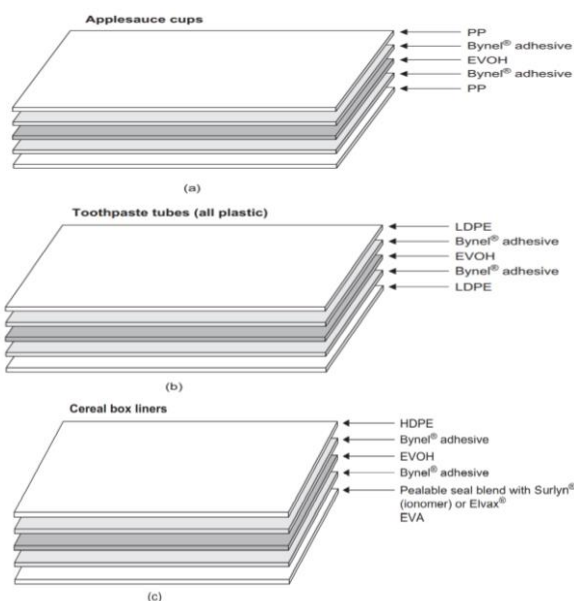 Applesauce cups
PP
Bynel® adhesive
EVOH
Bynel® adhesive
PP
(a)
Toothpaste tubes (all plastic)
LDPE
Bynel® adhesive
EVOH
Bynel® adhesive
LDPE
(b)
Cereal box liners
HDPE
Bynel® adhesive
EVOH
Bynel® adhesive
Pealable seal blend with Surlyn®
(ionomer) or Elvax®
EVA
(c)